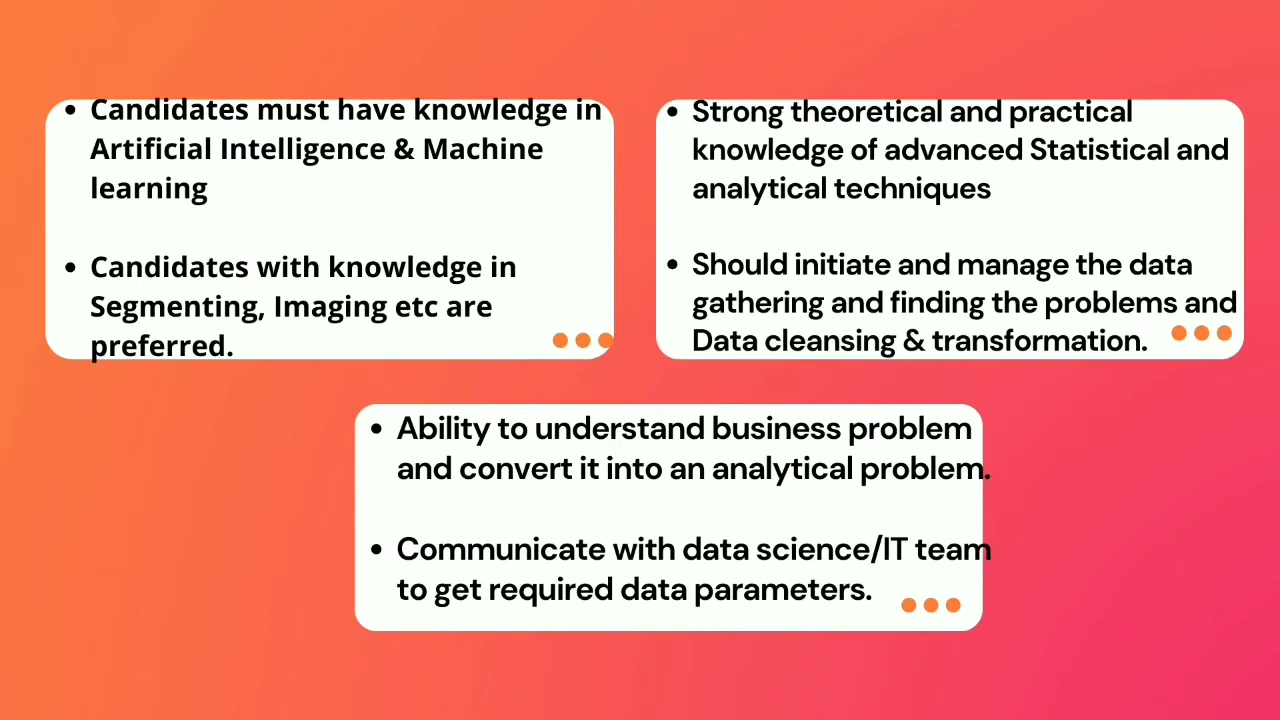 • Candidates must have knowledge in
Artificial Intelligence & Machine
learning
• Candidates with knowledge in
Segmenting, Imaging etc are
preferred.
• Strong theoretical and practical
knowledge of advanced Statistical and
analytical techniques
• Should initiate and manage the data
gathering and finding the problems and
Data cleansing & transformation.
• Ability to understand business problem
and convert it into an analytical problem.
• Communicate with data science/IT team
to get required data parameters.